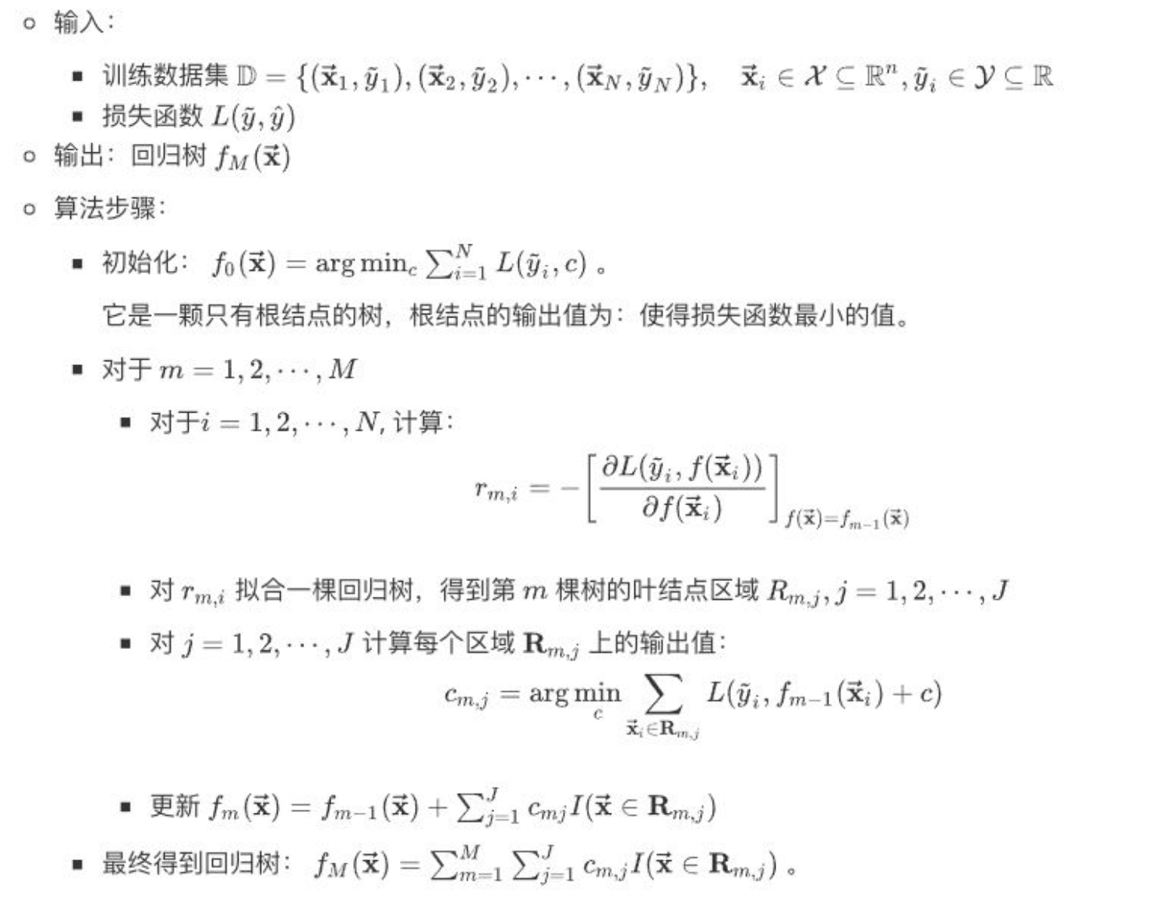 输入：
训练数据集 $\mathbb{D} = \{(\vec{\mathbf{x}}_1, \tilde{y}_1), (\vec{\mathbf{x}}_2, \tilde{y}_2), \cdots, (\vec{\mathbf{x}}_N, \tilde{y}_N)\}, \quad \vec{\mathbf{x}}_i \in \mathcal{X} \subseteq \mathbb{R}^n, \tilde{y}_i \in \mathcal{Y} \subseteq \mathbb{R}$
损失函数 $L(\tilde{y}, \hat{y})$
输出：回归树 $f_M(\vec{\mathbf{x}})$
算法步骤：
初始化： $f_0(\vec{\mathbf{x}}) = \arg\min_c \sum_{i=1}^N L(\tilde{y}_i, c)$ 。
它是一颗只有根结点的树，根结点的输出值为：使得损失函数最小的值。
对于 $m = 1, 2, \cdots, M$
对于$i = 1, 2, \cdots, N$, 计算：
$r_{m,i} = -\left[\frac{\partial L(\tilde{y}_i, f(\vec{\mathbf{x}}_i))}{\partial f(\vec{\mathbf{x}}_i)}\right]_{f(\vec{\mathbf{x}})=f_{m-1}(\vec{\mathbf{x}})}$
对 $r_{m,i}$ 拟合一棵回归树，得到第 $m$ 棵树的叶结点区域 $R_{m,j}, j = 1, 2, \cdots, J$
对 $j = 1, 2, \cdots, J$ 计算每个区域 $\mathbf{R}_{m,j}$ 上的输出值：
$c_{m,j} = \arg\min_c \sum_{\vec{\mathbf{x}}_i \in \mathbf{R}_{m,j}} L(\tilde{y}_i, f_{m-1}(\vec{\mathbf{x}}_i) + c)$
更新 $f_m(\vec{\mathbf{x}}) = f_{m-1}(\vec{\mathbf{x}}) + \sum_{j=1}^J c_{mj} I(\vec{\mathbf{x}} \in \mathbf{R}_{m,j})$
最终得到回归树： $f_M(\vec{\mathbf{x}}) = \sum_{m=1}^M \sum_{j=1}^J c_{m,j} I(\vec{\mathbf{x}} \in \mathbf{R}_{m,j})$ 。